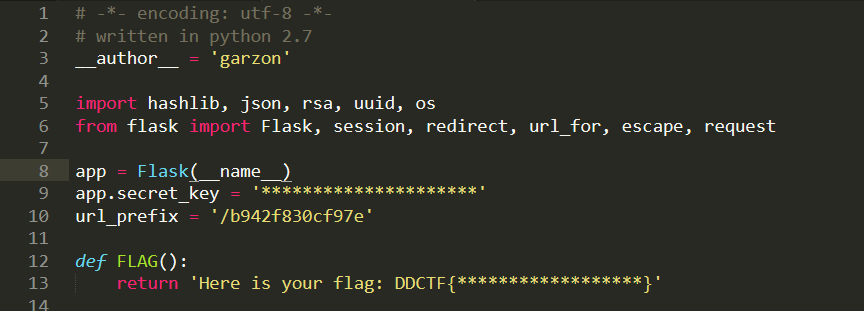 1 # -*- encoding: utf-8 -*-
2 # written in python 2.7
3 __author__ = 'garzon'
4
5 import hashlib, json, rsa, uuid, os
6 from flask import Flask, session, redirect, url_for, escape, request
7
8 app = Flask(__name__)
9 app.secret_key = '*********************'
10 url_prefix = '/b942f830cf97e'
11
12 def FLAG():
13     return 'Here is your flag: DDCTF{******************}'
14